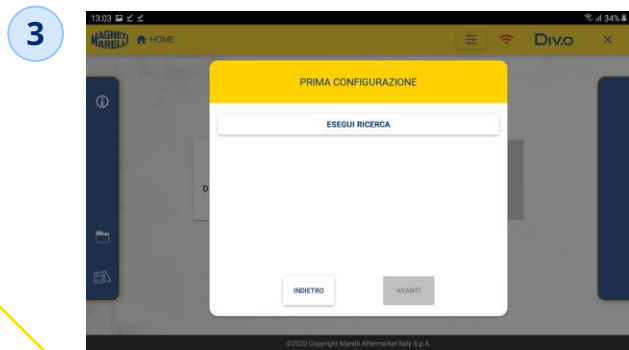 3
13:03 34%
MAGNETI MARELLI HOME DIV.O
PRIMA CONFIGURAZIONE
ESEGUI RICERCA
D
INDIETRO AVANTI
©2020 Copyright Marelli Aftermarket Italy S.p.A.